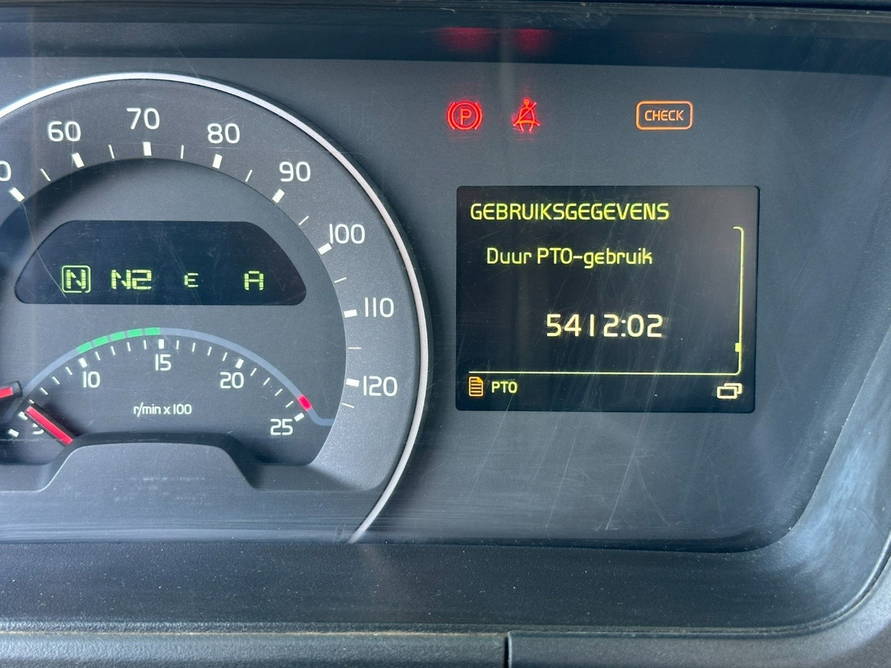 60
70
80
90
100
110
120
N N2 E A
10
15
20
25
r/min x 100
P
CHECK
GEBRUIKSGEGEVENS
Duur PTO-gebruik
5412:02
PTO